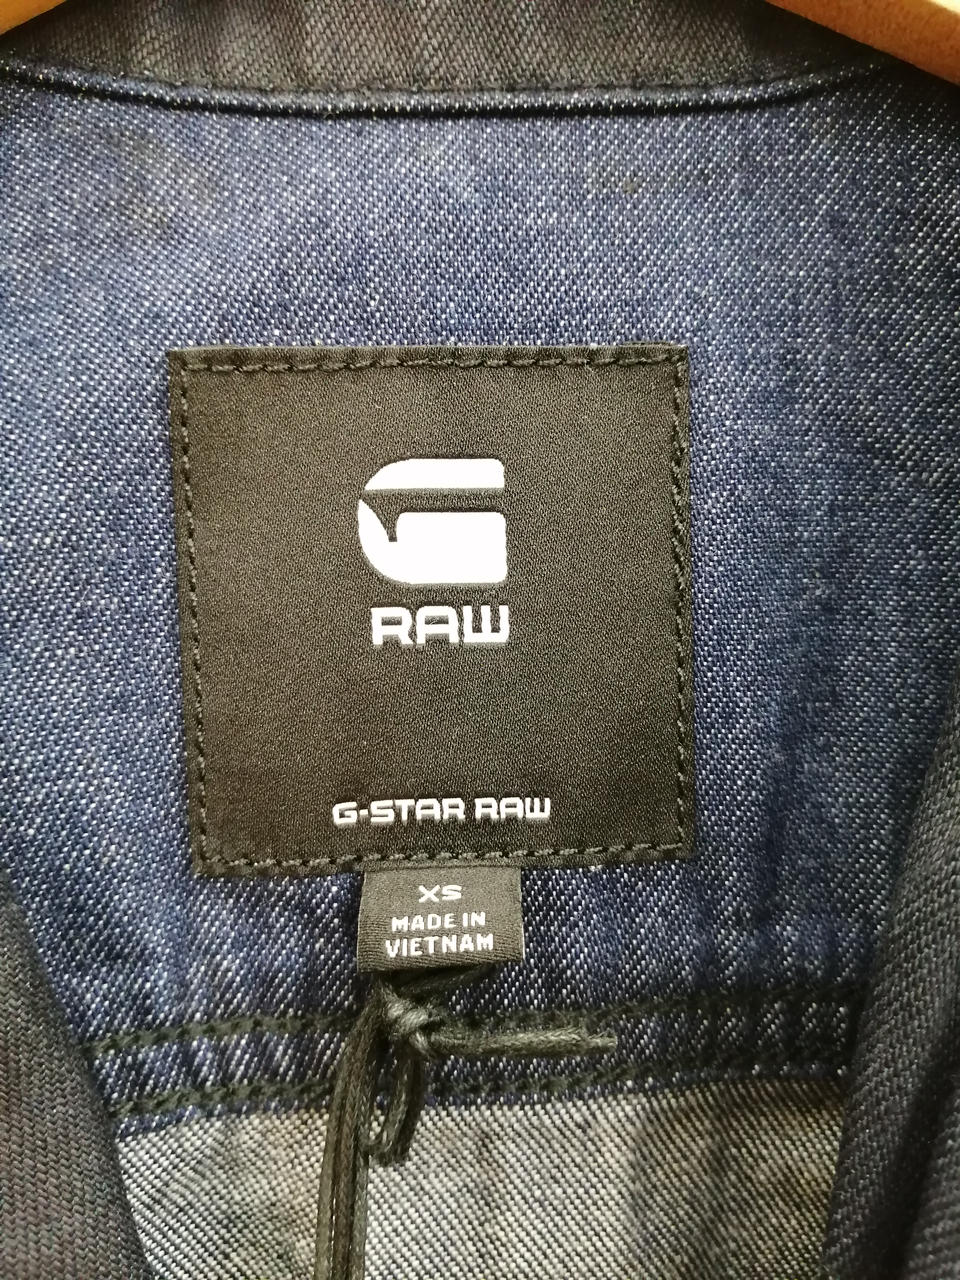 G
RAW
G-STAR RAW
XS
MADE IN
VIETNAM